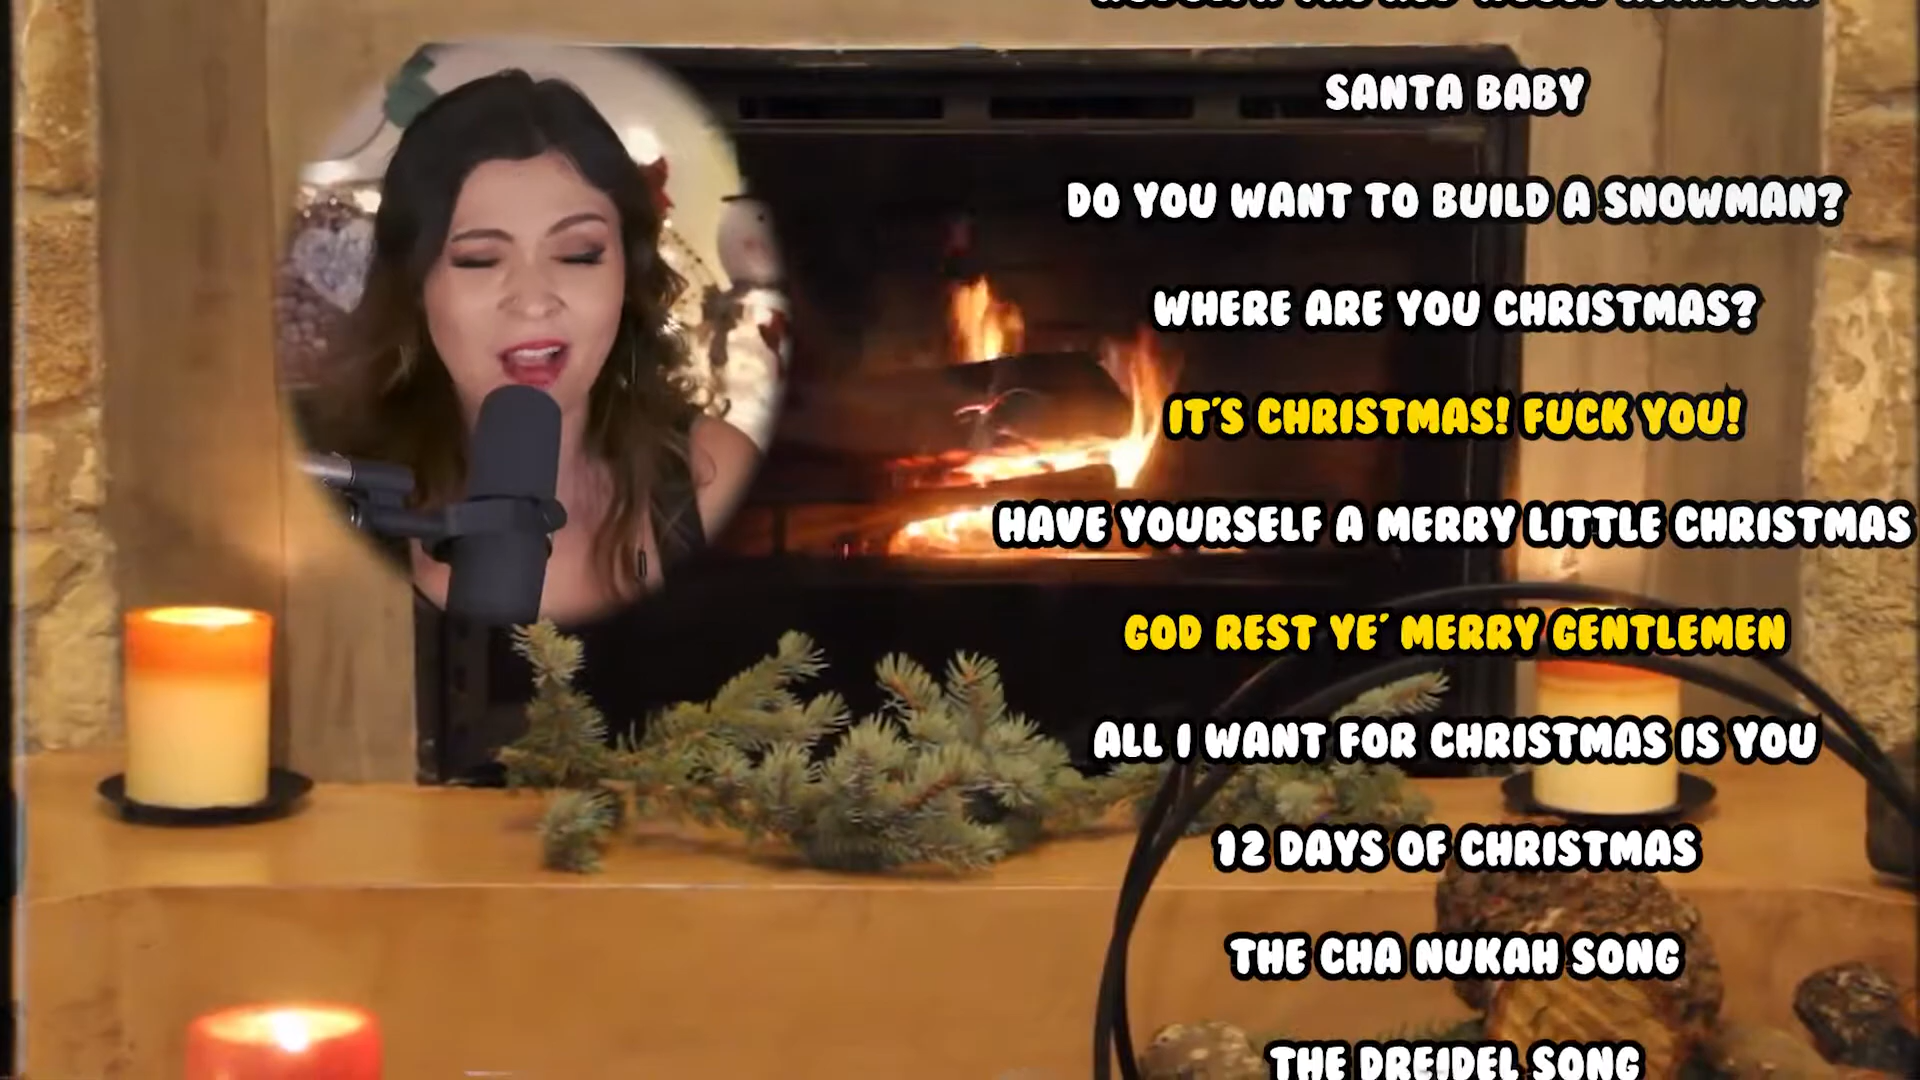 SANTA BABY
DO YOU WANT TO BUILD A SNOWMAN?
WHERE ARE YOU CHRISTMAS?
IT'S CHRISTMAS! FUCK YOU!
HAVE YOURSELF A MERRY LITTLE CHRISTMAS
GOD REST YE' MERRY GENTLEMEN
ALL I WANT FOR CHRISTMAS IS YOU
12 DAYS OF CHRISTMAS
THE CHA NUKAH SONG
THE DREIDEL SONG